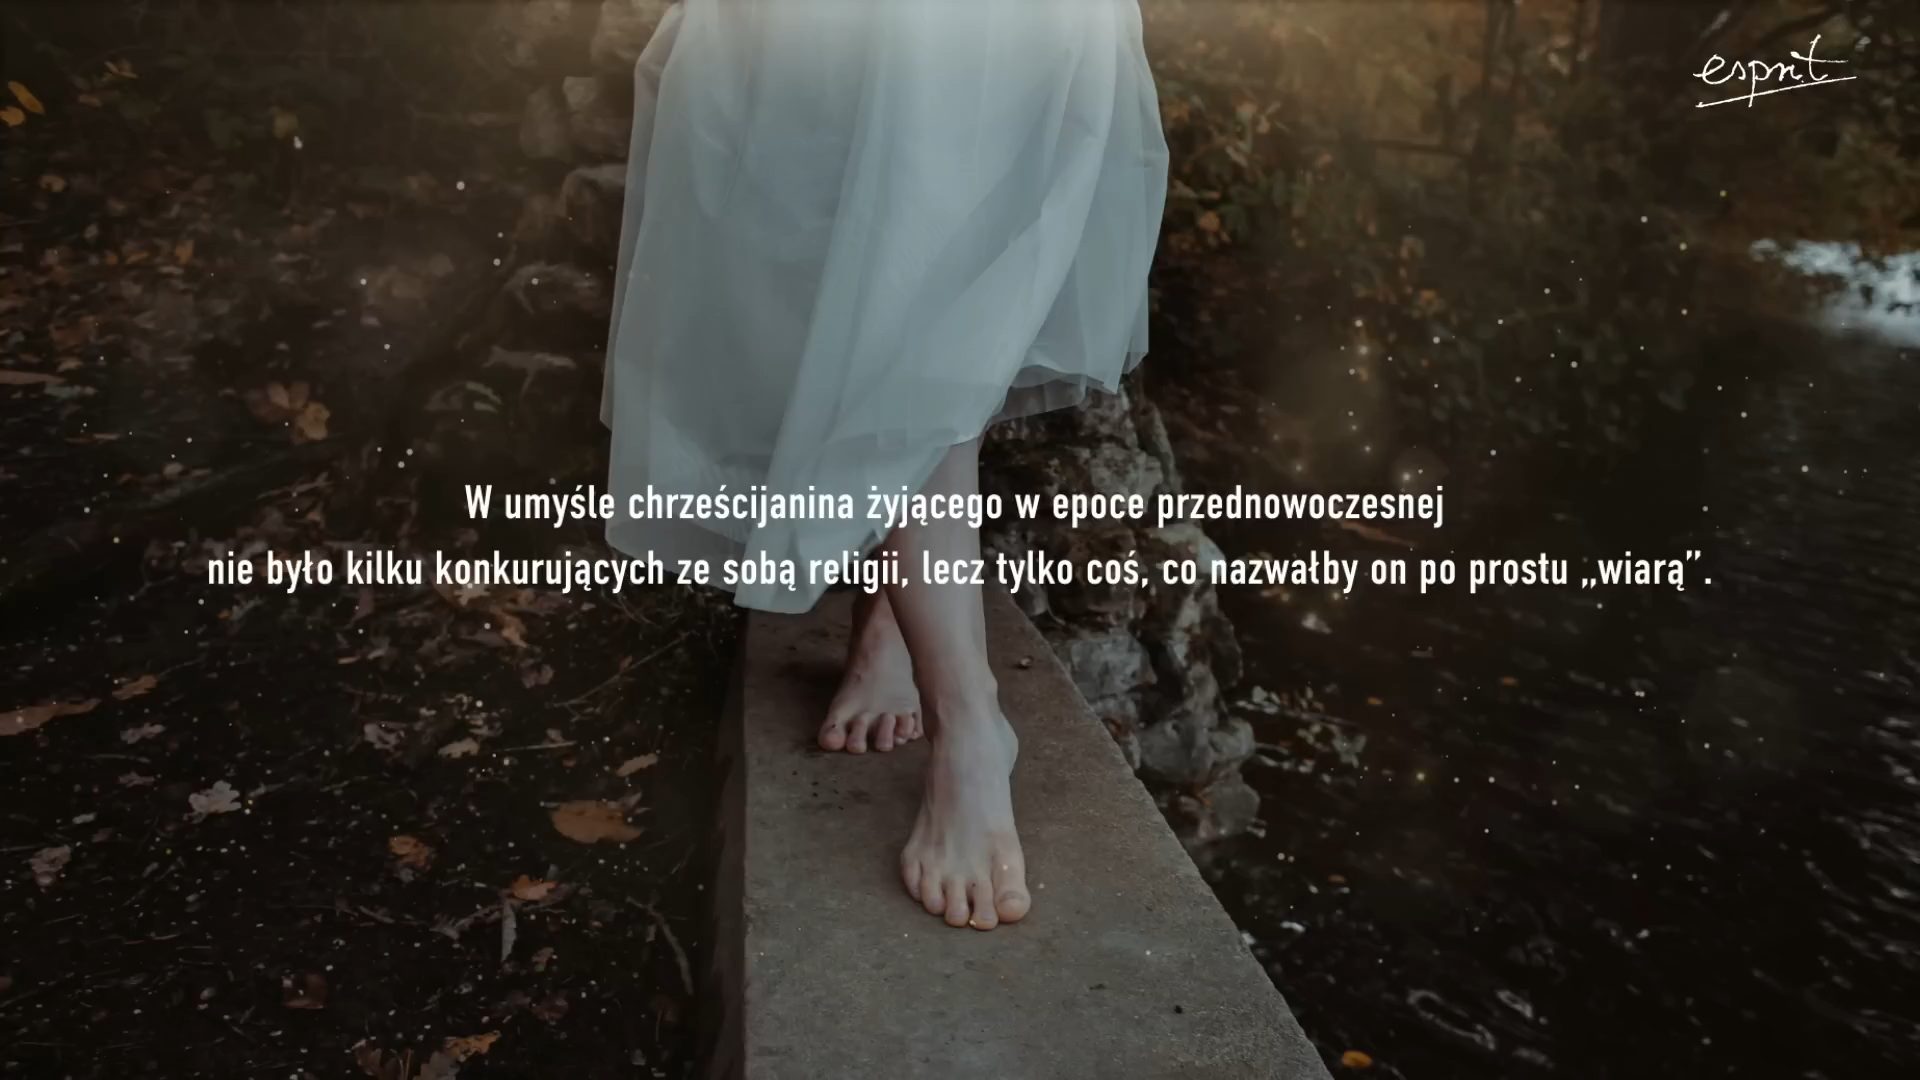 esprit
W umyśle chrześcijanina żyjącego w epoce przednowoczesnej
nie było kilku konkurujących ze sobą religii, lecz tylko coś, co nazwałby on po prostu „wiarą”.